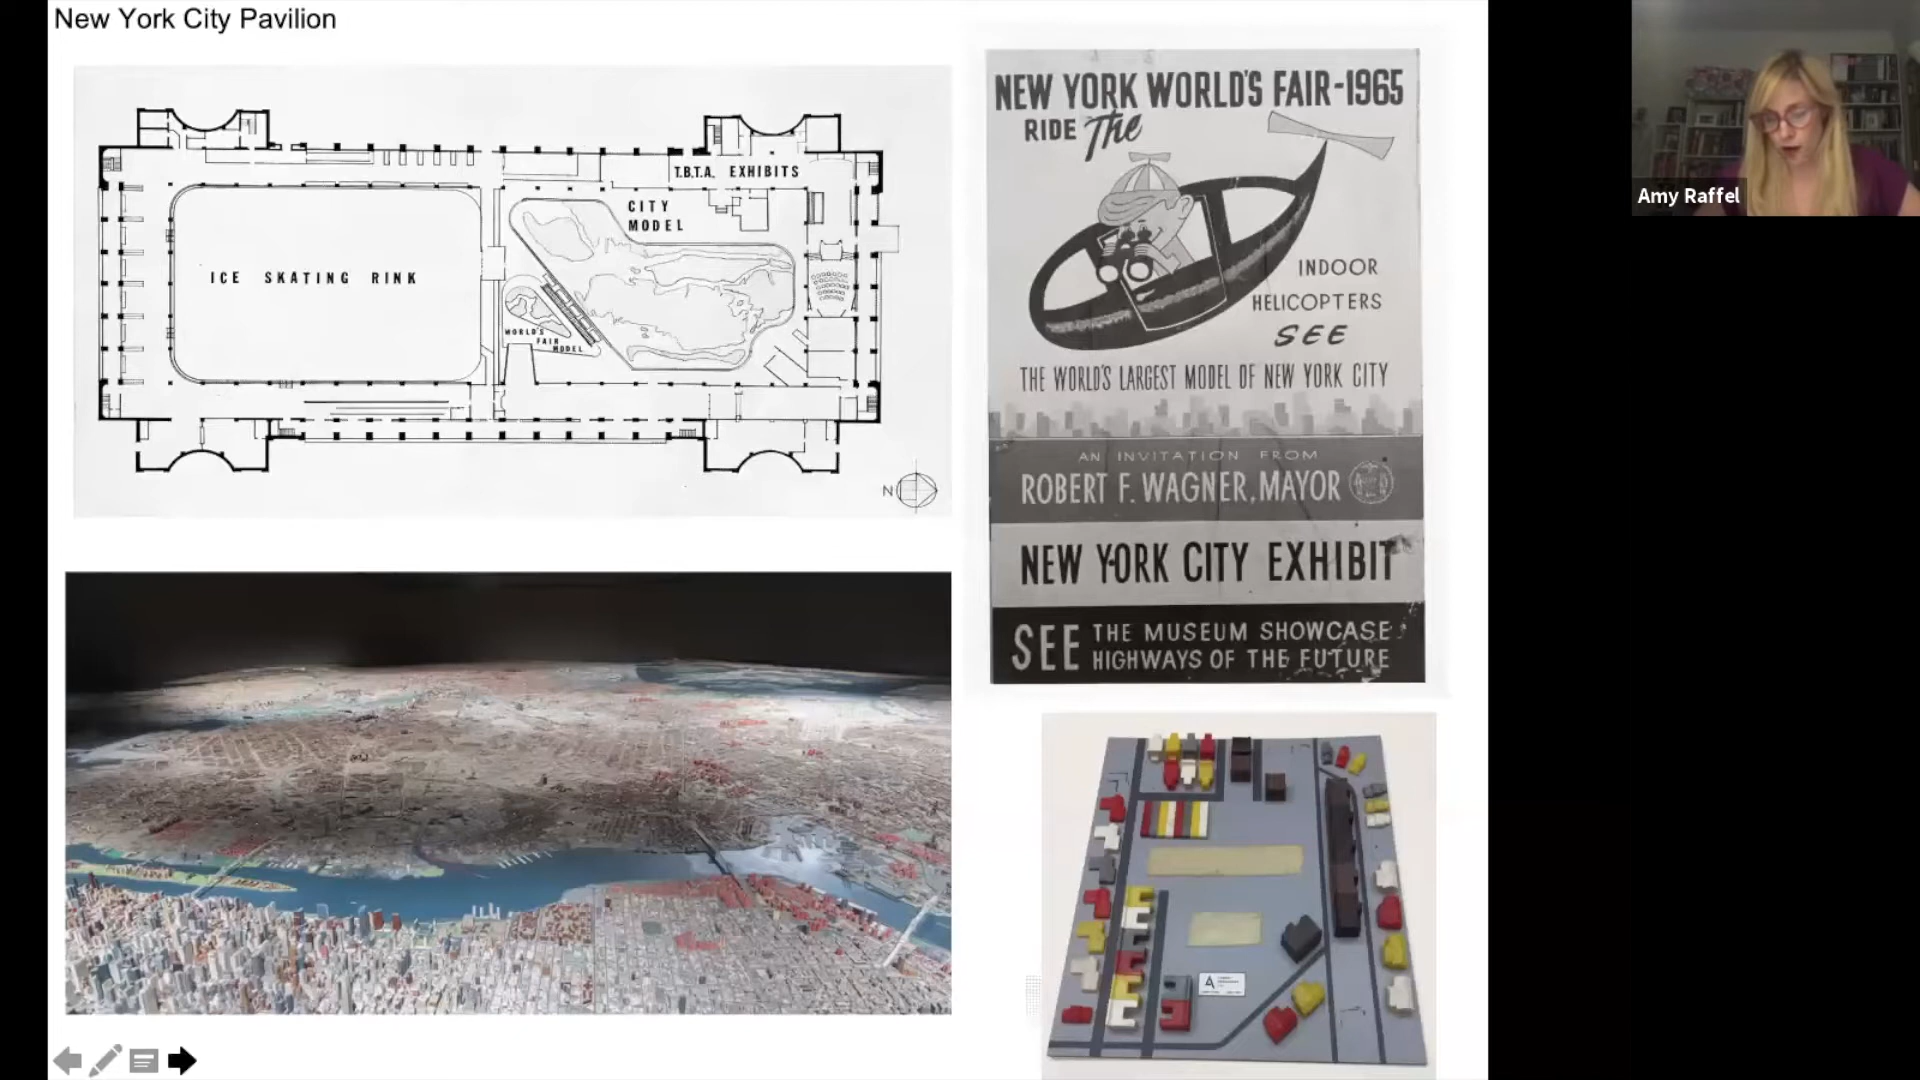 New York City Pavilion
T.B.T.A. EXHIBITS
CITY
MODEL
ICE SKATING RINK
WORLD'S
FAIR
MODEL
N
NEW YORK WORLD'S FAIR-1965
RIDE The
INDOOR
HELICOPTERS
SEE
THE WORLD'S LARGEST MODEL OF NEW YORK CITY
AN INVITATION FROM
ROBERT F. WAGNER, MAYOR
NEW YORK CITY EXHIBIT
SEE THE MUSEUM SHOWCASE
HIGHWAYS OF THE FUTURE
Amy Raffel